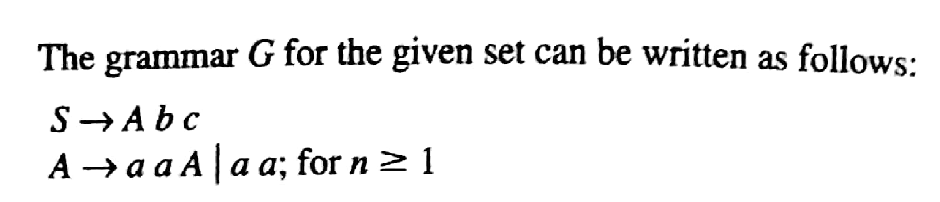 The grammar G for the given set can be written as follows:
S → A b c
A → a a A | a a; for n ≥ 1